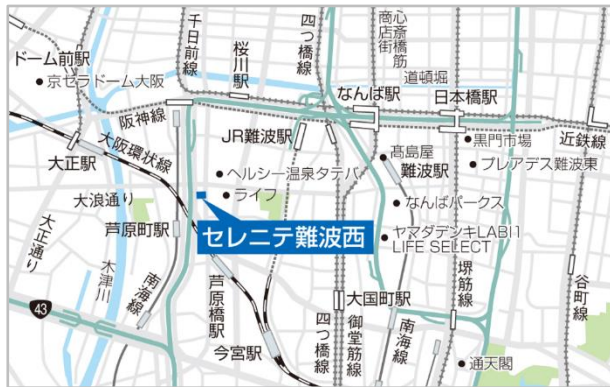 ドーム前駅
京セラドーム大阪
千日前線
桜川駅
四つ橋線
心斎橋筋
商店街
道頓堀
なんば駅
日本橋駅
阪神線
大阪環状線
JR難波駅
近鉄線
大正駅
ヘルシー温泉タテバ
髙島屋
難波駅
黒門市場
プレアデス難波東
大浪通り
ライフ
なんばパークス
芦原町駅
セレニテ難波西
ヤマダデンキLABI1
LIFE SELECT
大正通り
木津川
43
南海線
芦原橋駅
今宮駅
四つ橋線
御堂筋線
大国町駅
南海線
堺筋線
谷町線
通天閣